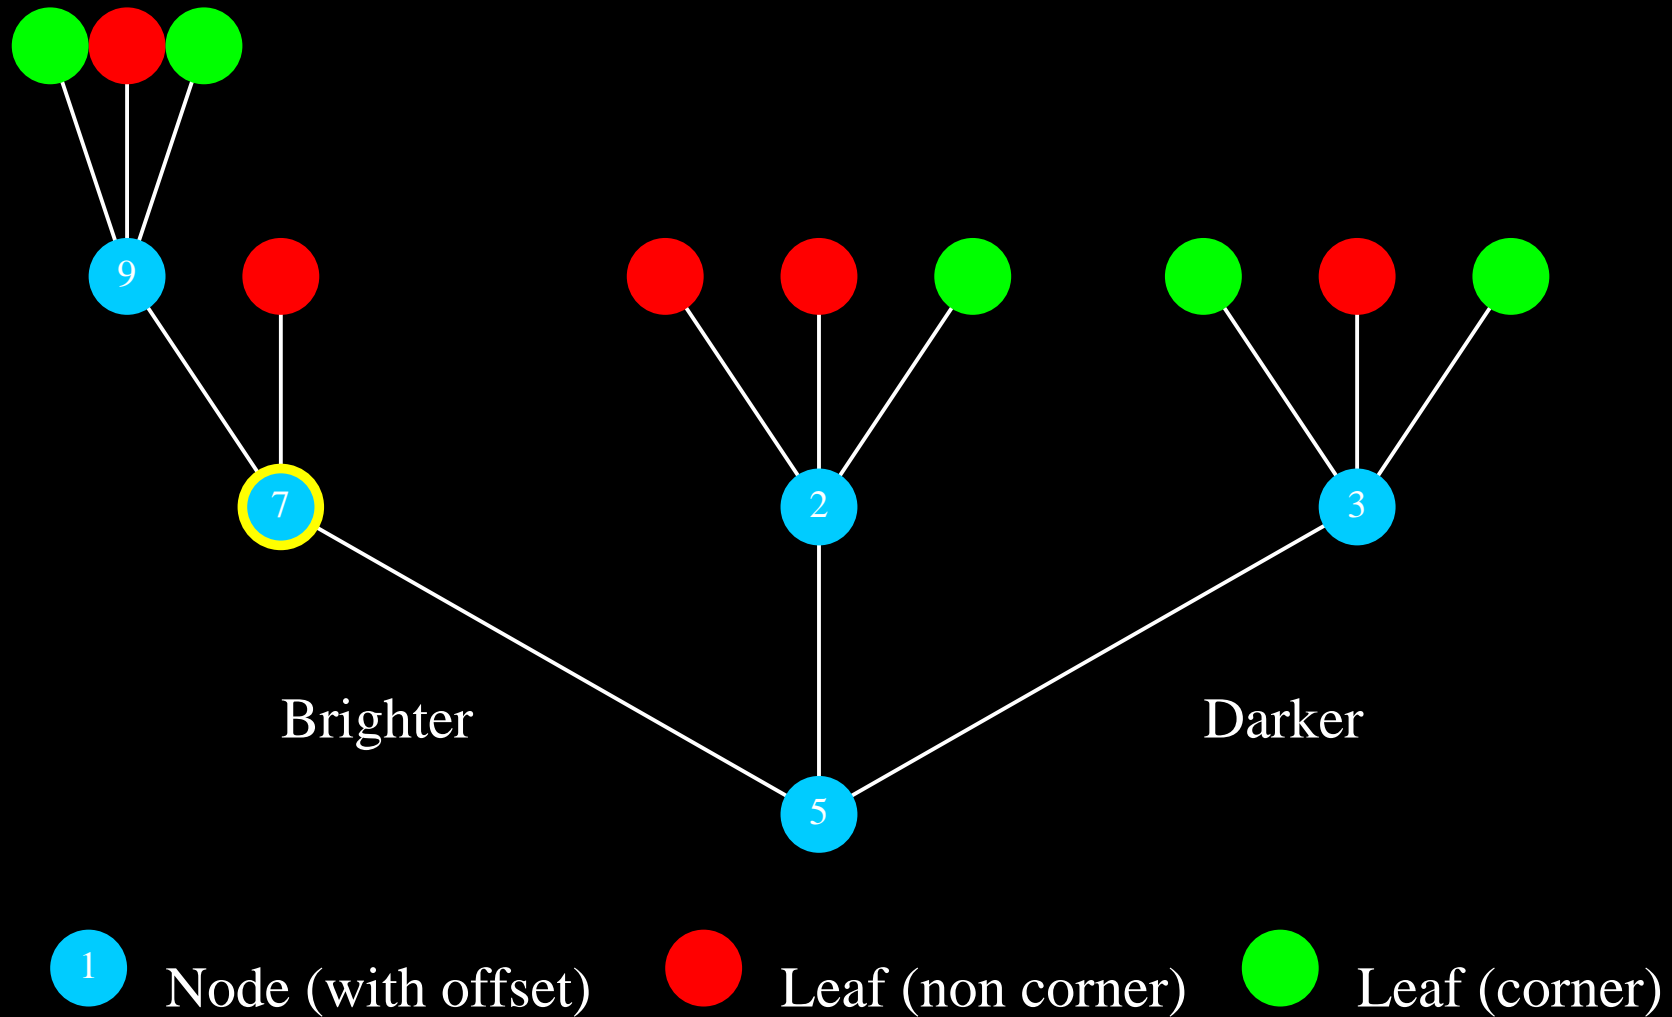 9
7
2
3
Brighter
Darker
5
1
Node (with offset)
Leaf (non corner)
Leaf (corner)